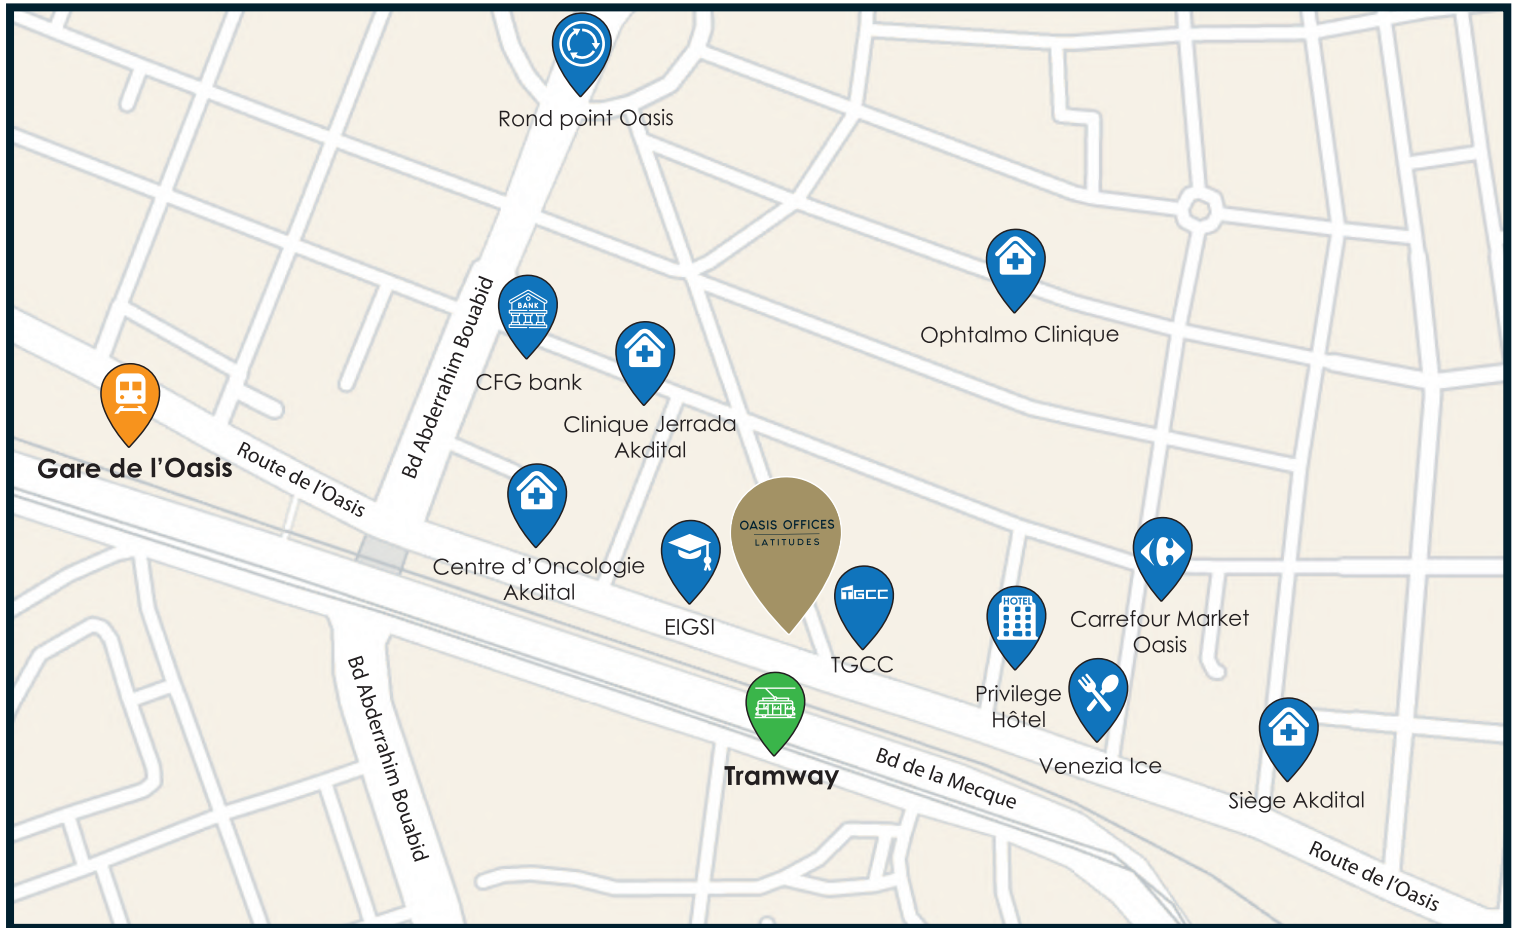 Rond point Oasis
Bd Abderrahim Bouabid
BANK
CFG bank
Clinique Jerrada
Akdital
Ophtalmo Clinique
Gare de l'Oasis
Route de l'Oasis
Centre d'Oncologie
Akdital
EIGSI
OASIS OFFICES
LATITUDES
TGCC
TGCC
HOTEL
Privilege
Hôtel
Carrefour Market
Oasis
Venezia Ice
Siège Akdital
Tramway
Bd de la Mecque
Bd Abderrahim Bouabid
Route de l'Oasis